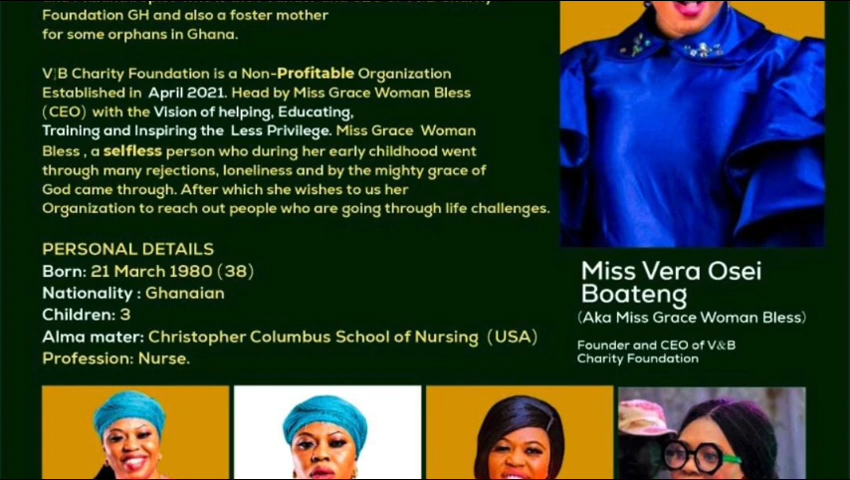 Foundation GH and also a foster mother
for some orphans in Ghana.
V|B Charity Foundation is a Non-Profitable Organization
Established in April 2021. Head by Miss Grace Woman Bless
(CEO) with the Vision of helping, Educating,
Training and Inspiring the Less Privilege. Miss Grace Woman
Bless , a selfless person who during her early childhood went
through many rejections, loneliness and by the mighty grace of
God came through. After which she wishes to us her
Organization to reach out people who are going through life challenges.
PERSONAL DETAILS
Born: 21 March 1980 (38)
Nationality : Ghanaian
Children: 3
Alma mater: Christopher Columbus School of Nursing (USA)
Profession: Nurse.
Miss Vera Osei
Boateng
(Aka Miss Grace Woman Bless)
Founder and CEO of V&B
Charity Foundation